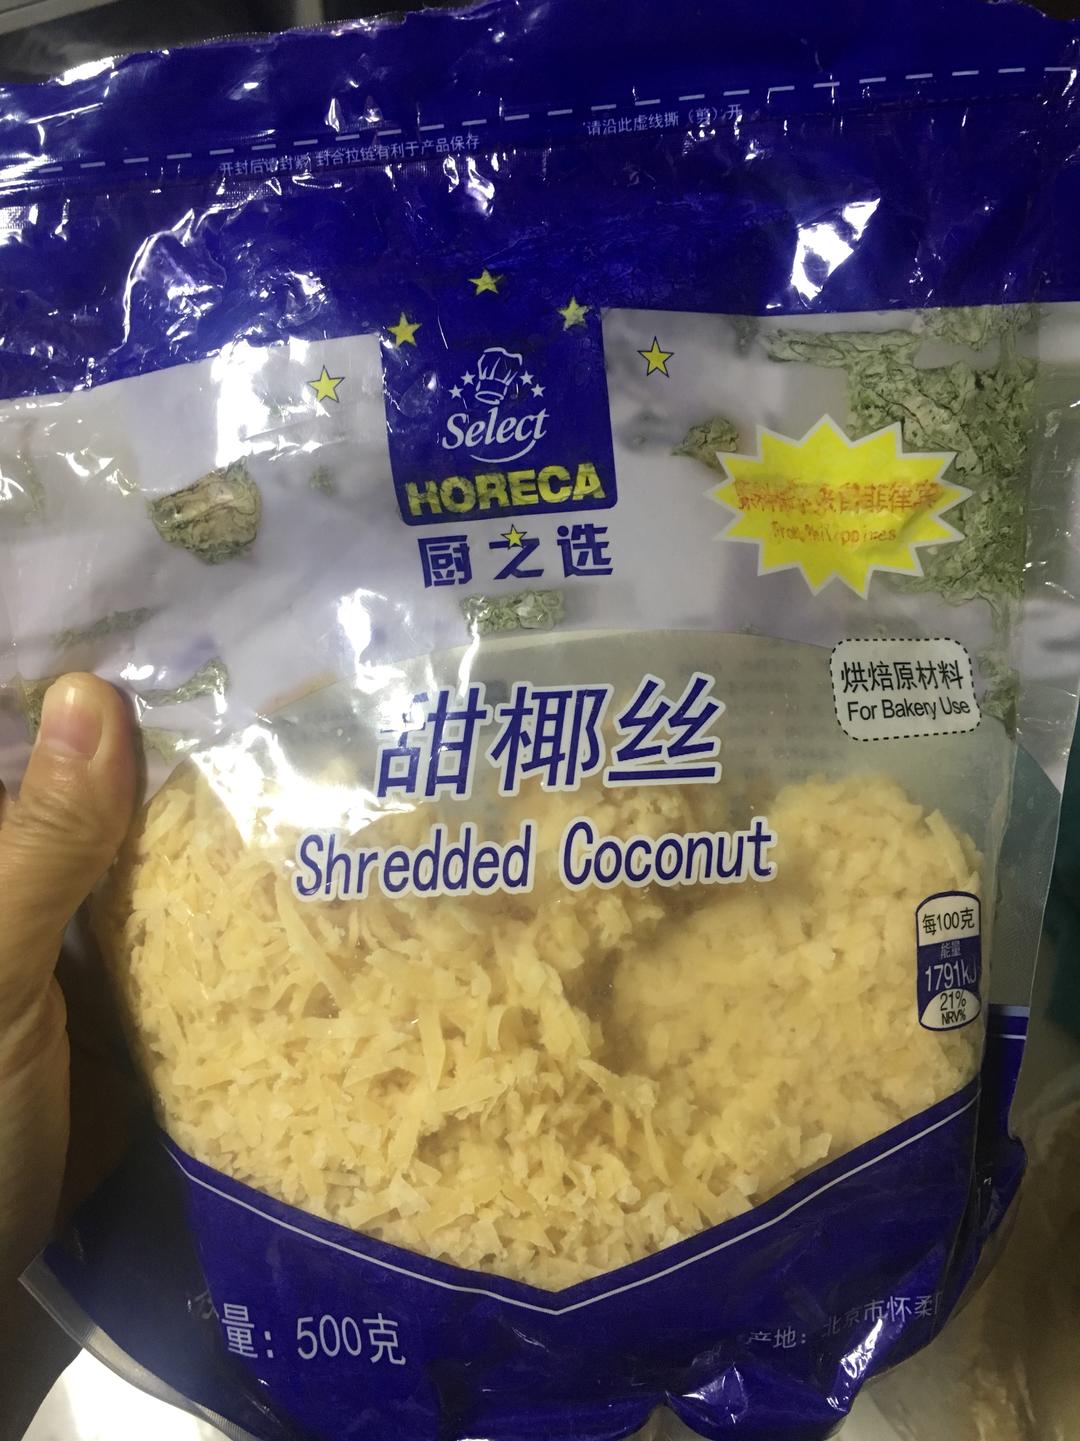 请沿此虚线撕（剪）开
开封后请封紧 封合拉链有利于产品保存
Select
HORECA
厨之选
烘焙原材料
For Bakery Use
甜椰丝
Shredded Coconut
每100克
能量
1791kJ
21%
NRV%
量: 500克
产地: 北京市怀柔